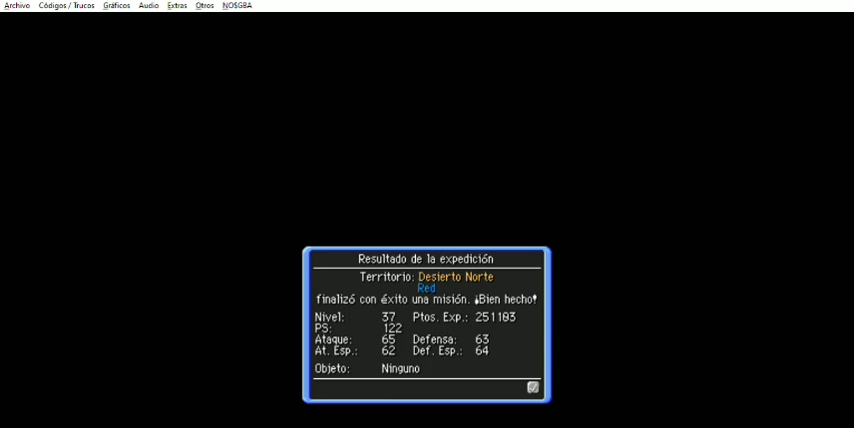 Archivo Códigos / Trucos Gráficos Audio Extras Otros NO$GBA
Resultado de la expedición
Territorio: Desierto Norte
Red
finalizó con éxito una misión. ¡Bien hecho!
Nivel: 37 Ptos. Exp.: 251103
PS: 122
Ataque: 65 Defensa: 63
At. Esp.: 62 Def. Esp.: 64
Objeto: Ninguno